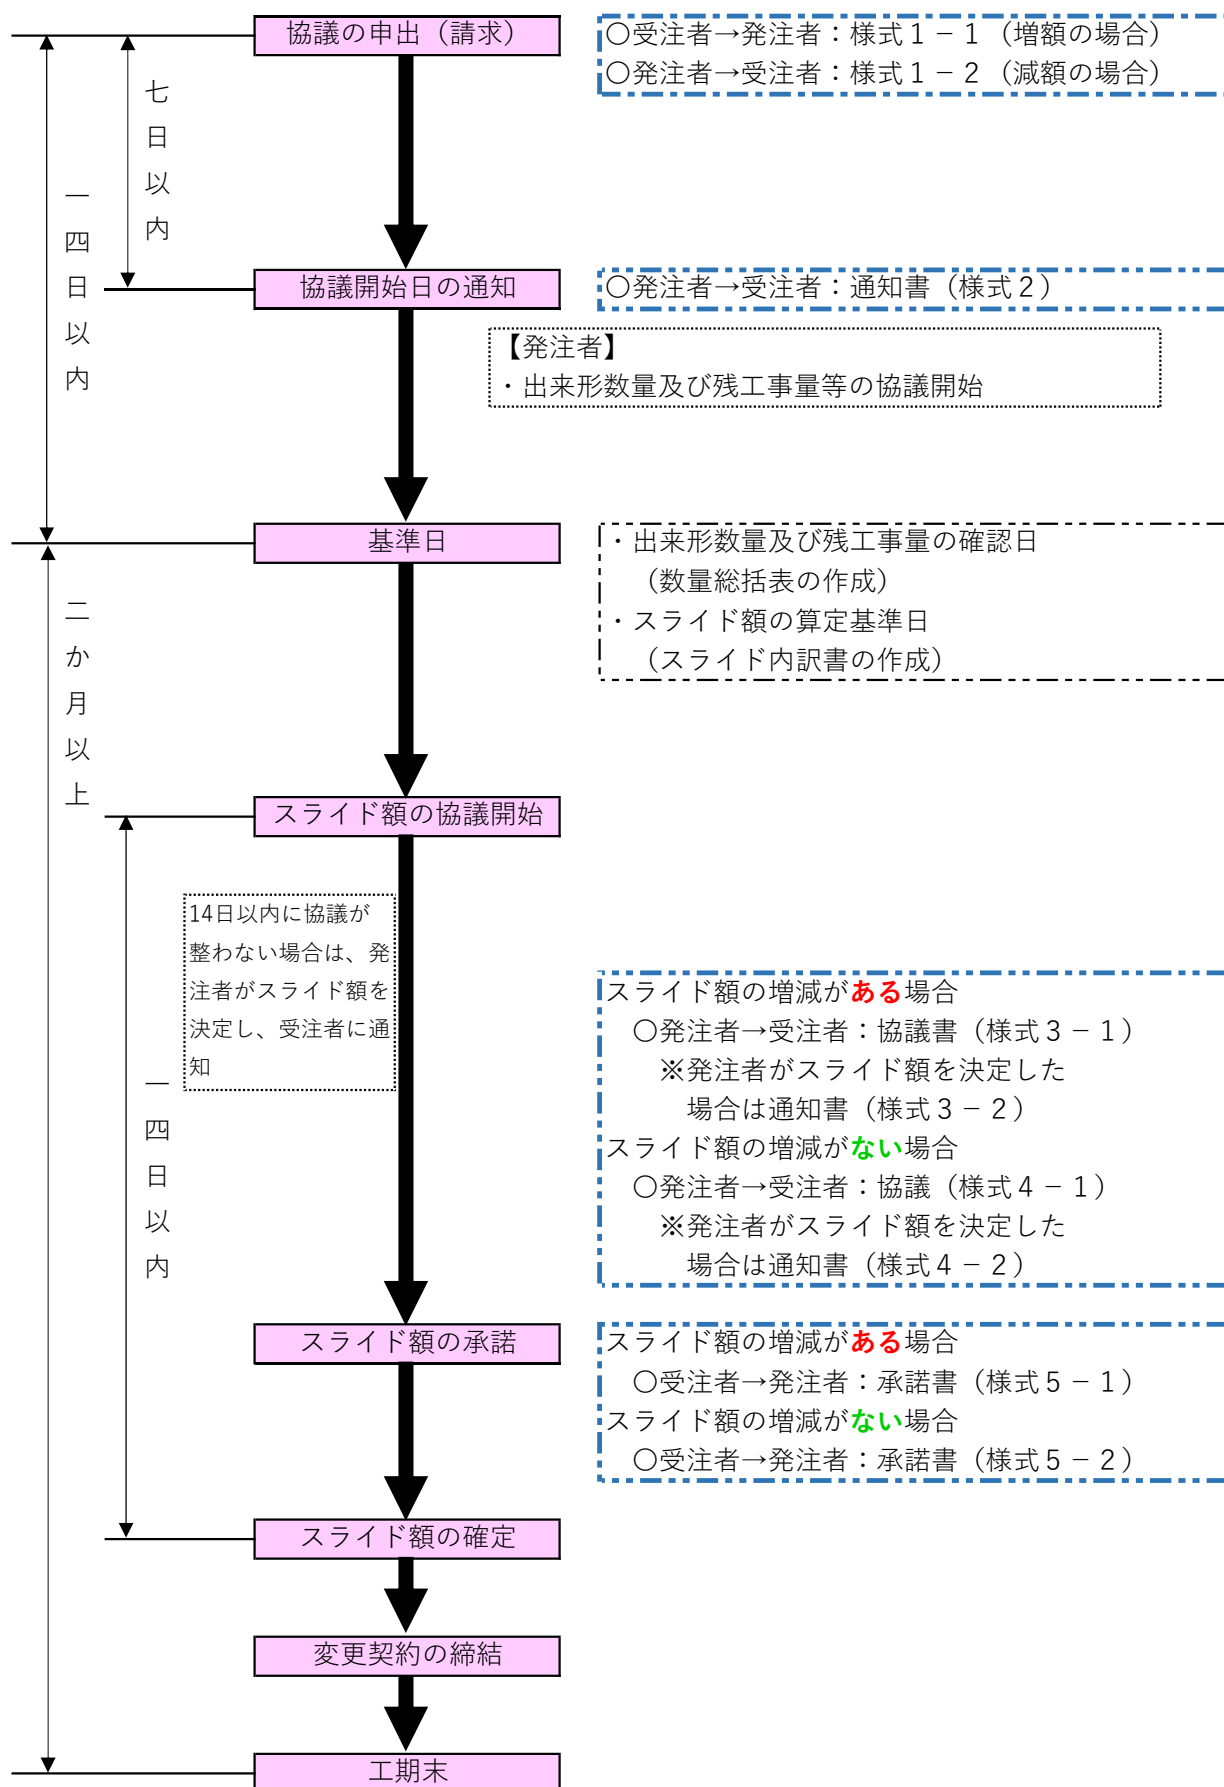 協議の申出（請求）
○受注者→発注者：様式１－１（増額の場合）
○発注者→受注者：様式１－２（減額の場合）
七日以内
一四日以内
協議開始日の通知
○発注者→受注者：通知書（様式２）
【発注者】
・出来形数量及び残工事量等の協議開始
基準日
・出来形数量及び残工事量の確認日
（数量総括表の作成）
・スライド額の算定基準日
（スライド内訳書の作成）
二か月以上
スライド額の協議開始
14日以内に協議が
整わない場合は、発
注者がスライド額を
決定し、受注者に通
知
一四日以内
スライド額の増減がある場合
○発注者→受注者：協議書（様式３－１）
※発注者がスライド額を決定した
場合は通知書（様式３－２）
スライド額の増減がない場合
○発注者→受注者：協議（様式４－１）
※発注者がスライド額を決定した
場合は通知書（様式４－２）
スライド額の承諾
スライド額の増減がある場合
○受注者→発注者：承諾書（様式５－１）
スライド額の増減がない場合
○受注者→発注者：承諾書（様式５－２）
スライド額の確定
変更契約の締結
工期末